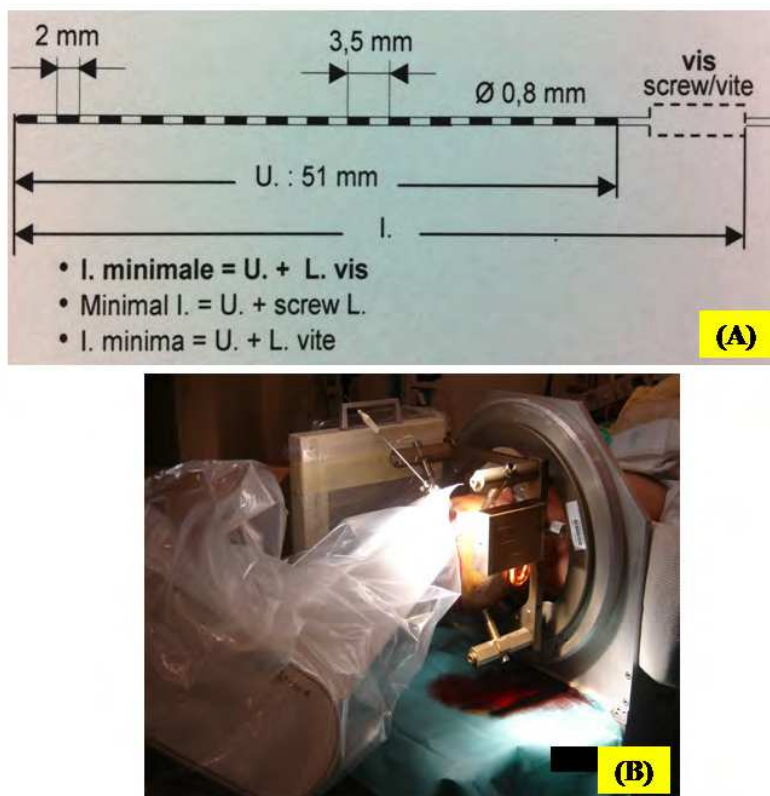 2 mm
3,5 mm
Ø 0,8 mm
vis
screw/vite
U. : 51 mm
I.
• I. minimale = U. + L. vis
• Minimal I. = U. + screw L.
• I. minima = U. + L. vite
(A)
(B)